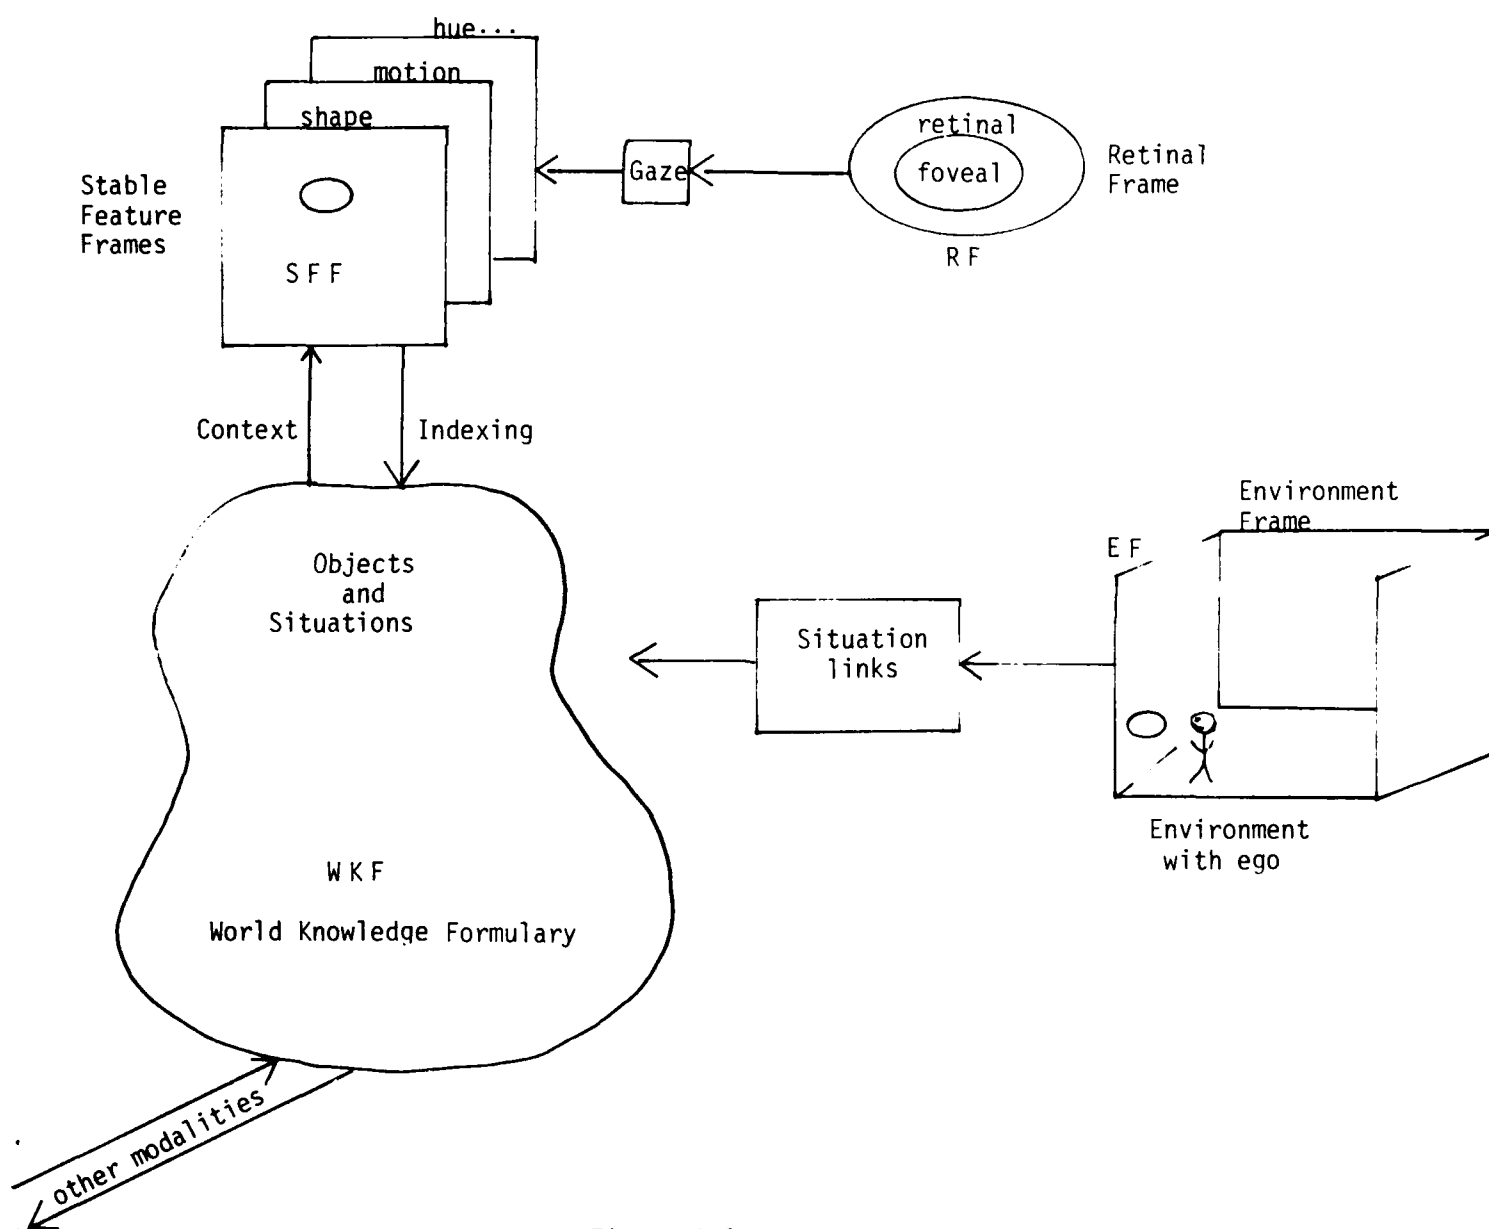 hue...
motion
shape
SFF
Stable
Feature
Frames
Gaze
retinal
foveal
RF
Retinal
Frame
Context
Indexing
Objects
and
Situations
WKF
World Knowledge Formulary
Situation
links
Environment
Frame
EF
Environment
with ego
other modalities